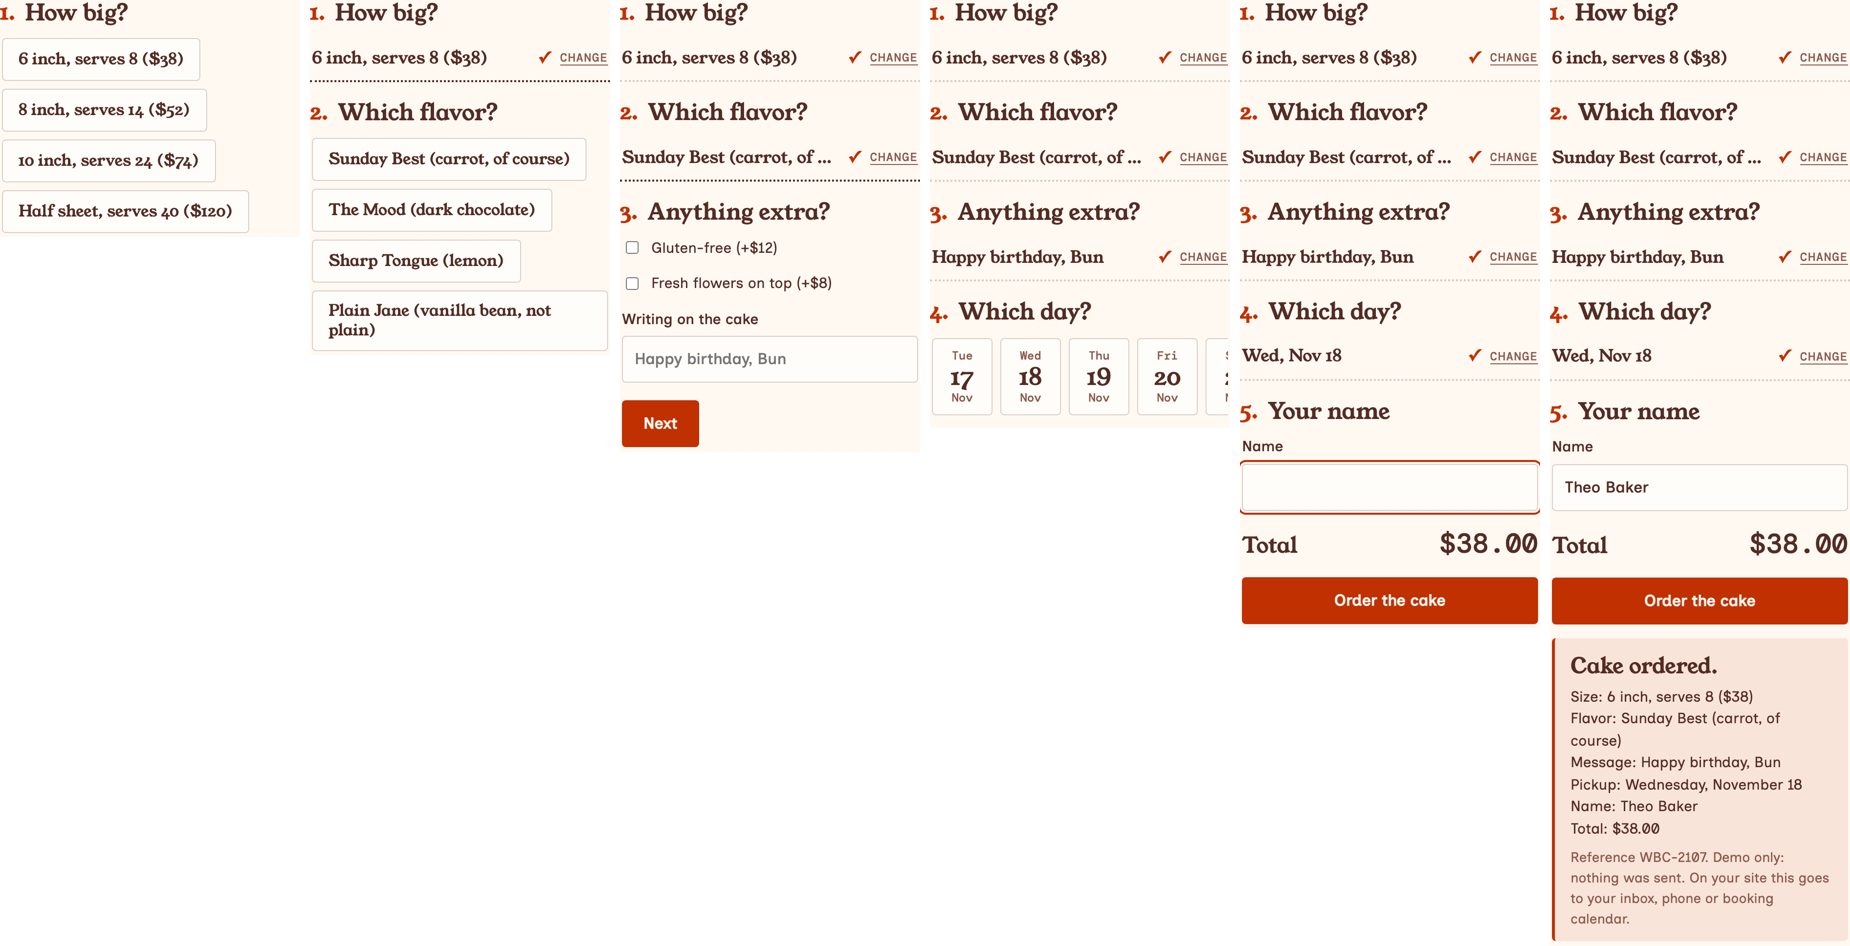 1. How big?
6 inch, serves 8 ($38)
8 inch, serves 14 ($52)
10 inch, serves 24 ($74)
Half sheet, serves 40 ($120)
1. How big?
6 inch, serves 8 ($38) ✓ CHANGE
2. Which flavor?
Sunday Best (carrot, of course)
The Mood (dark chocolate)
Sharp Tongue (lemon)
Plain Jane (vanilla bean, not
plain)
1. How big?
6 inch, serves 8 ($38) ✓ CHANGE
2. Which flavor?
Sunday Best (carrot, of ... ✓ CHANGE
3. Anything extra?
Gluten-free (+$12)
Fresh flowers on top (+$8)
Writing on the cake
Happy birthday, Bun
Next
1. How big?
6 inch, serves 8 ($38) ✓ CHANGE
2. Which flavor?
Sunday Best (carrot, of ... ✓ CHANGE
3. Anything extra?
Happy birthday, Bun ✓ CHANGE
4. Which day?
Tue Wed Thu Fri
17 18 19 20
Nov Nov Nov Nov
1. How big?
6 inch, serves 8 ($38) ✓ CHANGE
2. Which flavor?
Sunday Best (carrot, of ... ✓ CHANGE
3. Anything extra?
Happy birthday, Bun ✓ CHANGE
4. Which day?
Wed, Nov 18 ✓ CHANGE
5. Your name
Name
Total $38.00
Order the cake
1. How big?
6 inch, serves 8 ($38) ✓ CHANGE
2. Which flavor?
Sunday Best (carrot, of ... ✓ CHANGE
3. Anything extra?
Happy birthday, Bun ✓ CHANGE
4. Which day?
Wed, Nov 18 ✓ CHANGE
5. Your name
Name
Theo Baker
Total $38.00
Order the cake
Cake ordered.
Size: 6 inch, serves 8 ($38)
Flavor: Sunday Best (carrot, of
course)
Message: Happy birthday, Bun
Pickup: Wednesday, November 18
Name: Theo Baker
Total: $38.00
Reference WBC-2107. Demo only:
nothing was sent. On your site this goes
to your inbox, phone or booking
calendar.